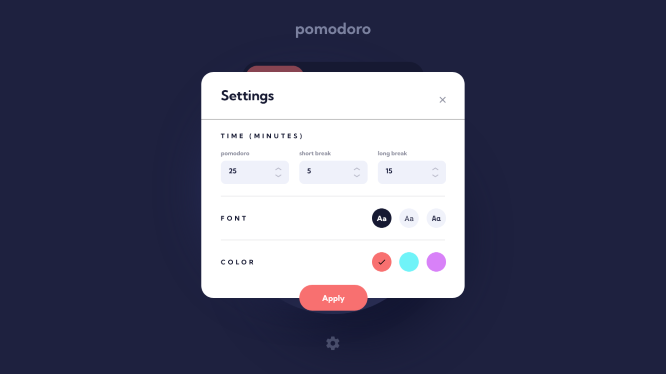 pomodoro
Settings
TIME (MINUTES)
pomodoro short break long break
25 5 15
FONT Aa Aa Aa
COLOR
Apply